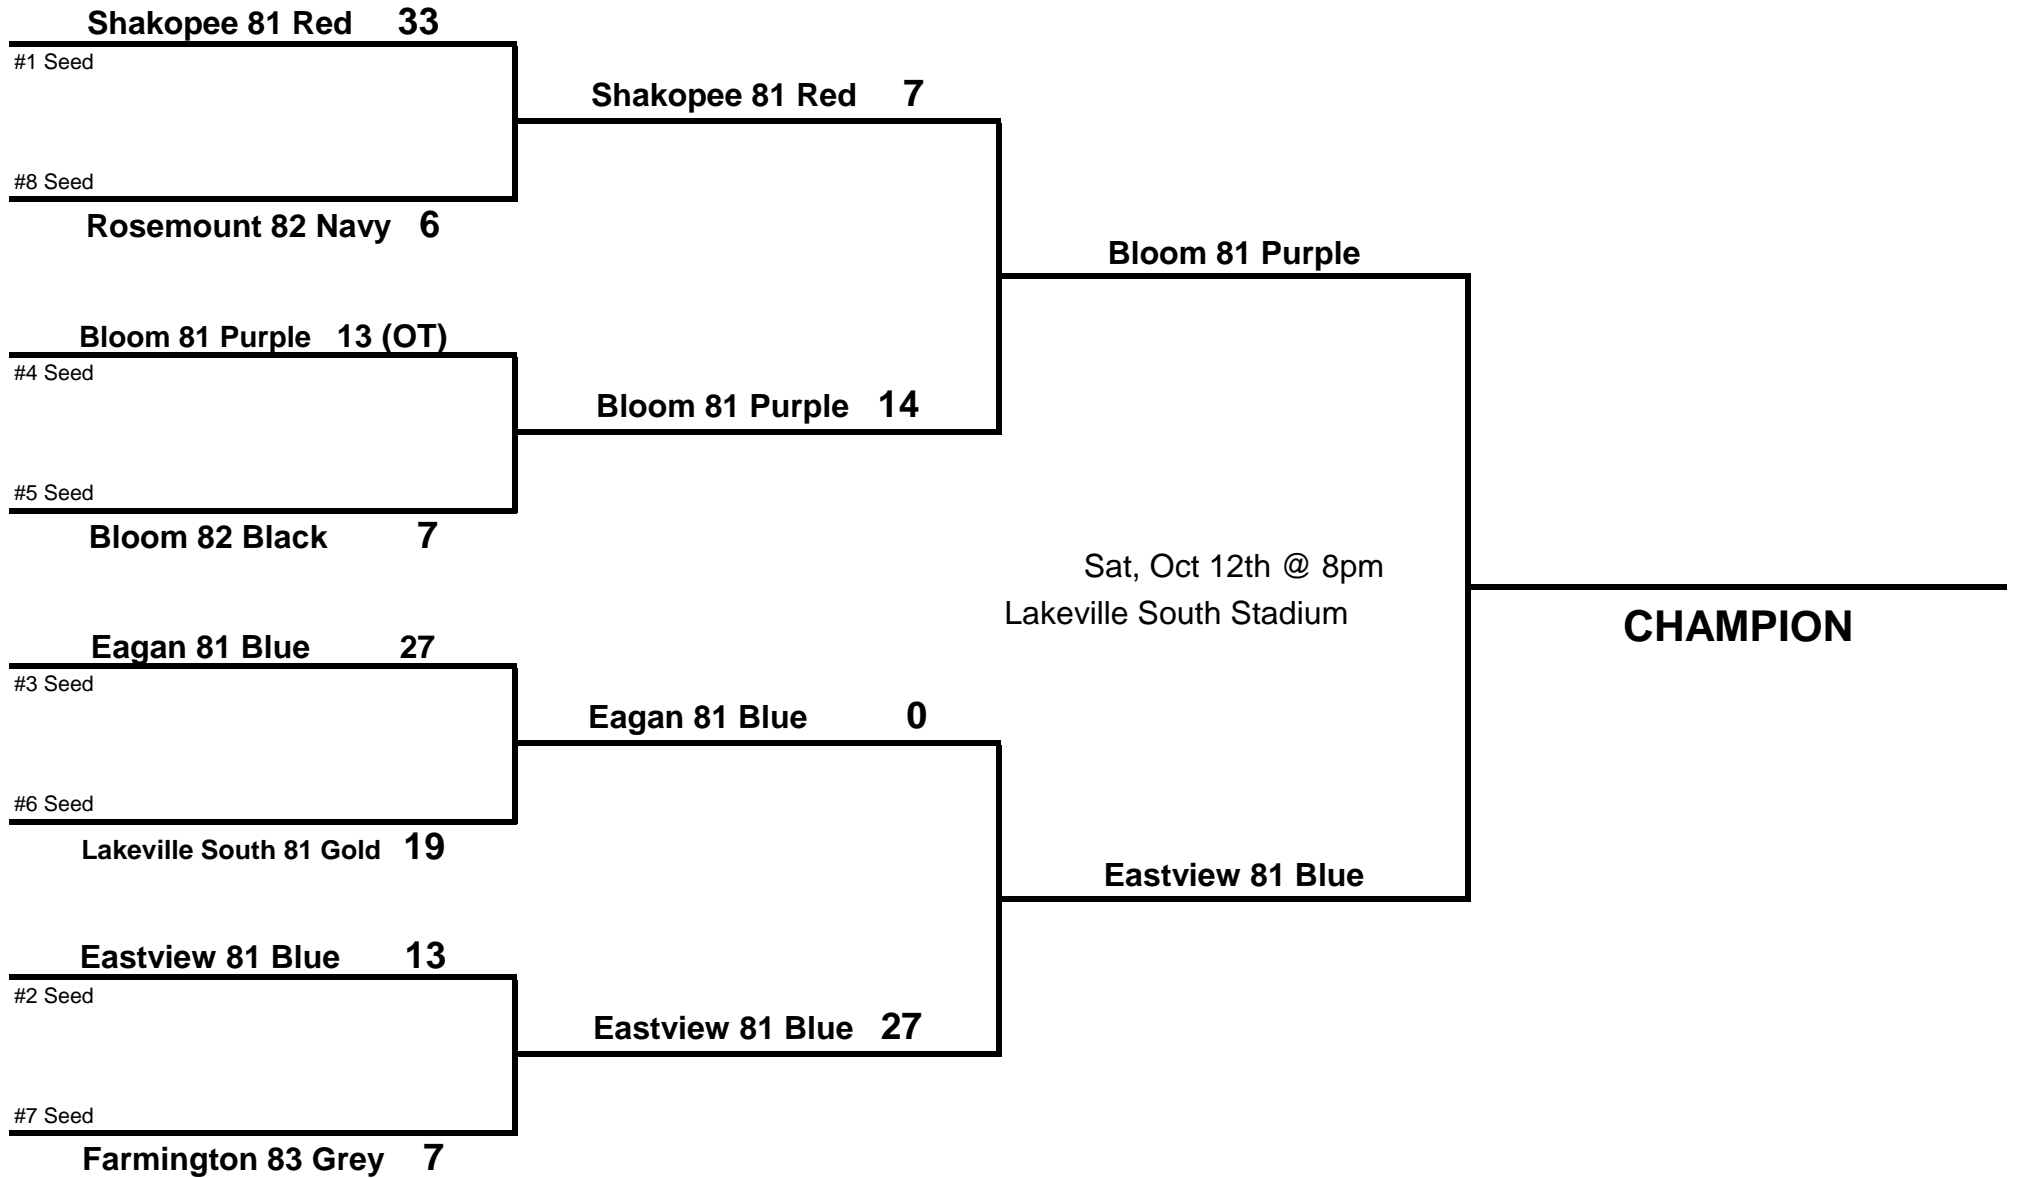 Shakopee 81 Red 33
#1 Seed
Shakopee 81 Red 7
#8 Seed
Rosemount 82 Navy 6
Bloom 81 Purple
Bloom 81 Purple 13 (OT)
#4 Seed
Bloom 81 Purple 14
#5 Seed
Bloom 82 Black 7
Sat, Oct 12th @ 8pm
Lakeville South Stadium
CHAMPION
Eagan 81 Blue 27
#3 Seed
Eagan 81 Blue 0
#6 Seed
Lakeville South 81 Gold 19
Eastview 81 Blue
Eastview 81 Blue 13
#2 Seed
Eastview 81 Blue 27
#7 Seed
Farmington 83 Grey 7